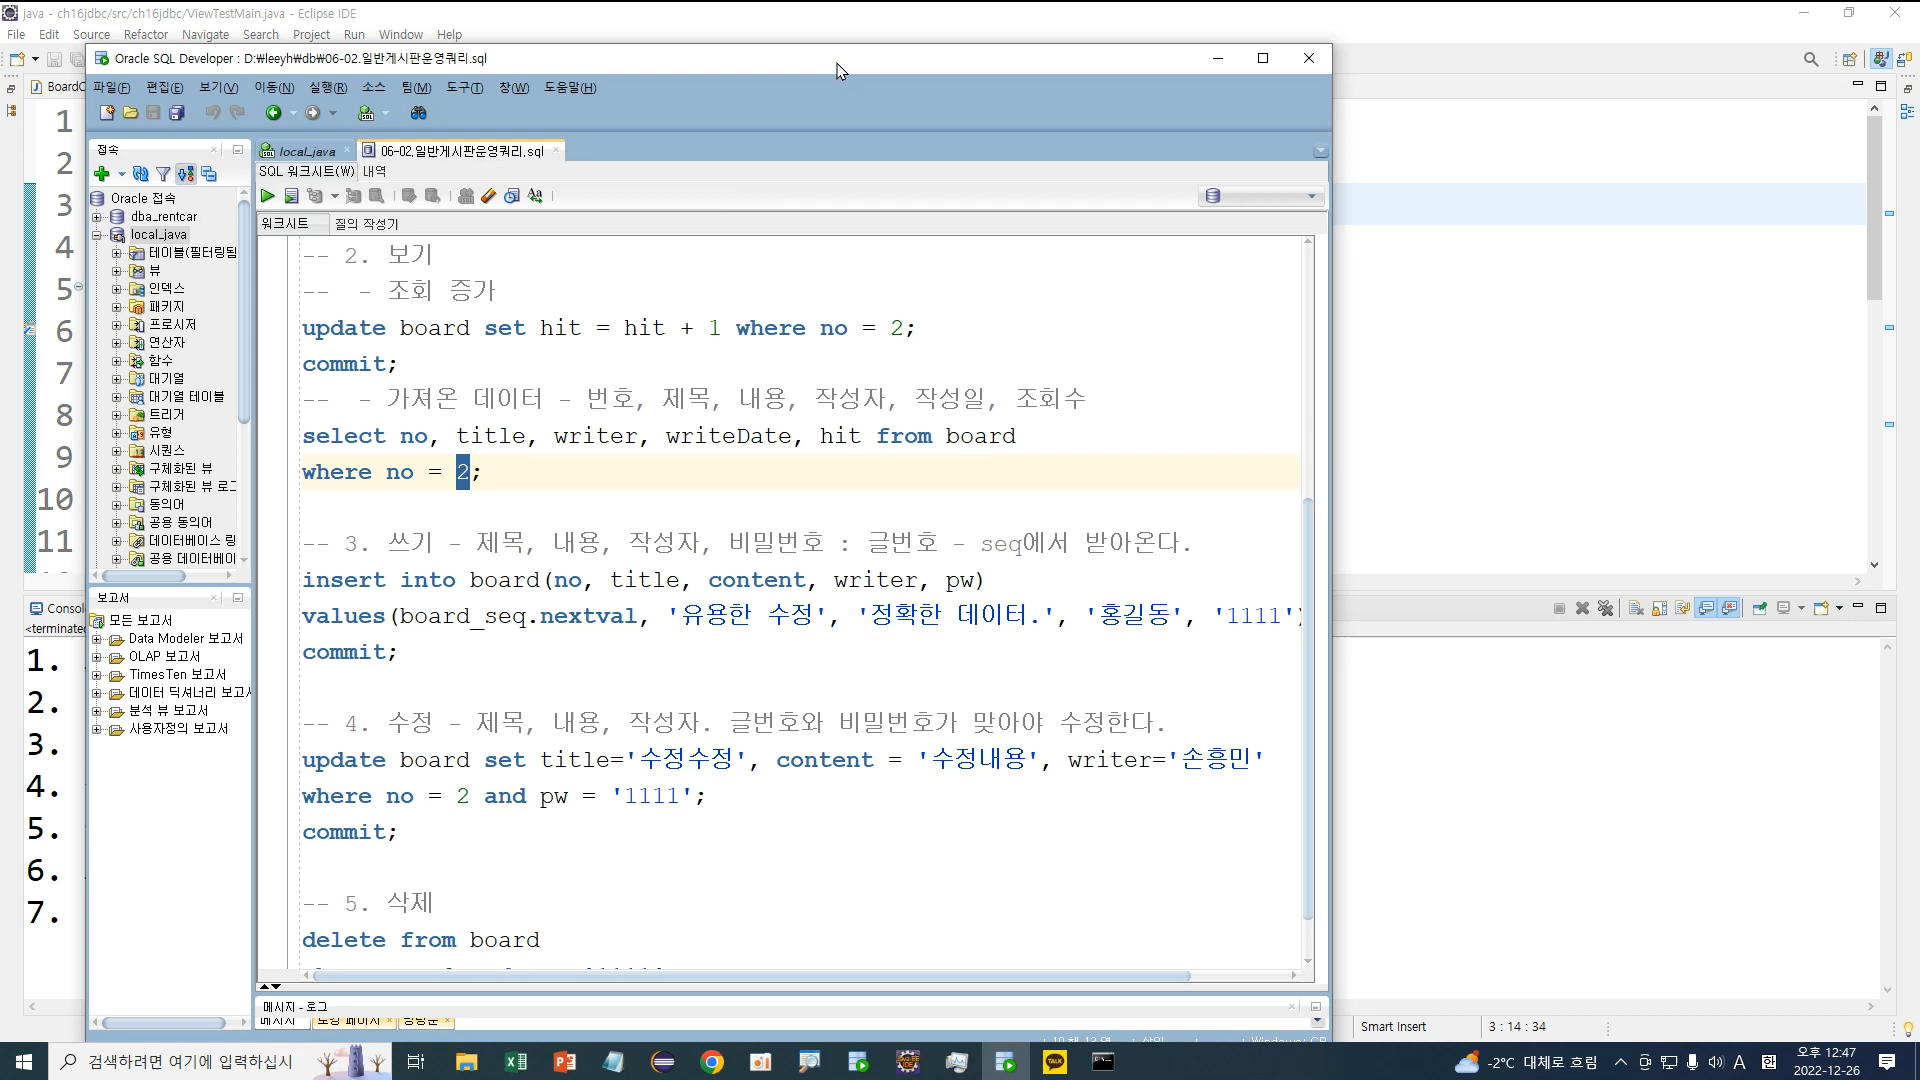 java - ch16jdbc/src/ch16jdbc/ViewTestMain.java - Eclipse IDE
File Edit Source Refactor Navigate Search Project Run Window Help
Oracle SQL Developer : D:₩leeyh₩db₩06-02.일반게시판운영쿼리.sql
파일(F) 편집(E) 보기(V) 이동(N) 실행(R) 소스 팀(M) 도구(T) 창(W) 도움말(H)
BoardC
접속
local_java
06-02.일반게시판운영쿼리.sql
SQL 워크시트(W) 내역
워크시트 질의 작성기
Oracle 접속
dba_rentcar
local_java
테이블(필터링됨
뷰
인덱스
패키지
프로시저
연산자
함수
대기열
대기열 테이블
트리거
유형
시퀀스
구체화된 뷰
구체화된 뷰 로그
동의어
공용 동의어
데이터베이스 링
공용 데이터베이
보고서
모든 보고서
Data Modeler 보고서
OLAP 보고서
TimesTen 보고서
데이터 딕셔너리 보고서
분석 뷰 보고서
사용자정의 보고서
1
2
3
4
5
6
7
8
9
10
11
-- 2. 보기
--  - 조회 증가
update board set hit = hit + 1 where no = 2;
commit;
--  - 가져온 데이터 - 번호, 제목, 내용, 작성자, 작성일, 조회수
select no, title, writer, writeDate, hit from board
where no = 2;
-- 3. 쓰기 - 제목, 내용, 작성자, 비밀번호 : 글번호 - seq에서 받아온다.
insert into board(no, title, content, writer, pw)
values(board_seq.nextval, '유용한 수정', '정확한 데이터.', '홍길동', '1111')
commit;
-- 4. 수정 - 제목, 내용, 작성자. 글번호와 비밀번호가 맞아야 수정한다.
update board set title='수정수정', content = '수정내용', writer='손흥민'
where no = 2 and pw = '1111';
commit;
-- 5. 삭제
delete from board
메시지 - 로그
메시지 로깅 페이지 명령문
Consol
<terminated
1.
2.
3.
4.
5.
6.
7.
Smart Insert
3 : 14 : 34
검색하려면 여기에 입력하십시
TALK
-2°C 대체로 흐림
A
오후 12:47
2022-12-26